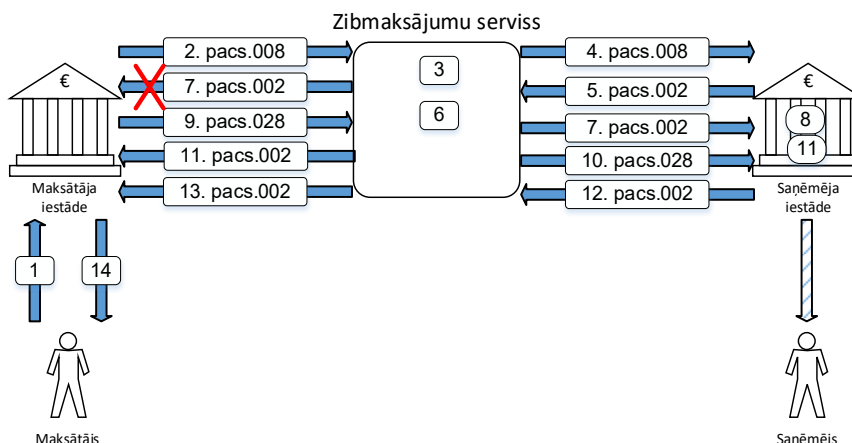 Zibmaksājumu serviss
2. pacs.008
4. pacs.008
3
€
7. pacs.002
5. pacs.002
€
6
8
9. pacs.028
7. pacs.002
11
11. pacs.002
10. pacs.028
13. pacs.002
12. pacs.002
Maksātāja
iestāde
Saņēmēja
iestāde
1
14
Maksātājs
Saņēmējs